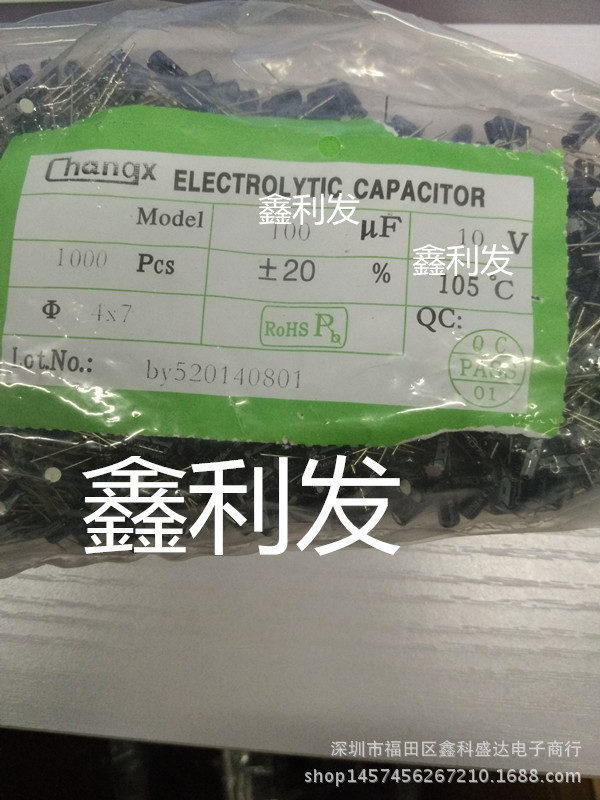 Changx ELECTROLYTIC CAPACITOR
Model 100 μF 10 V
鑫利发
鑫利发
1000 Pcs ±20 % 105 ℃
Φ 4x7 RoHS QC:
Lot.No.: by520140801
Q C
PASS
01
鑫利发
深圳市福田区鑫科盛达电子商行
shop1457456267210.1688.com